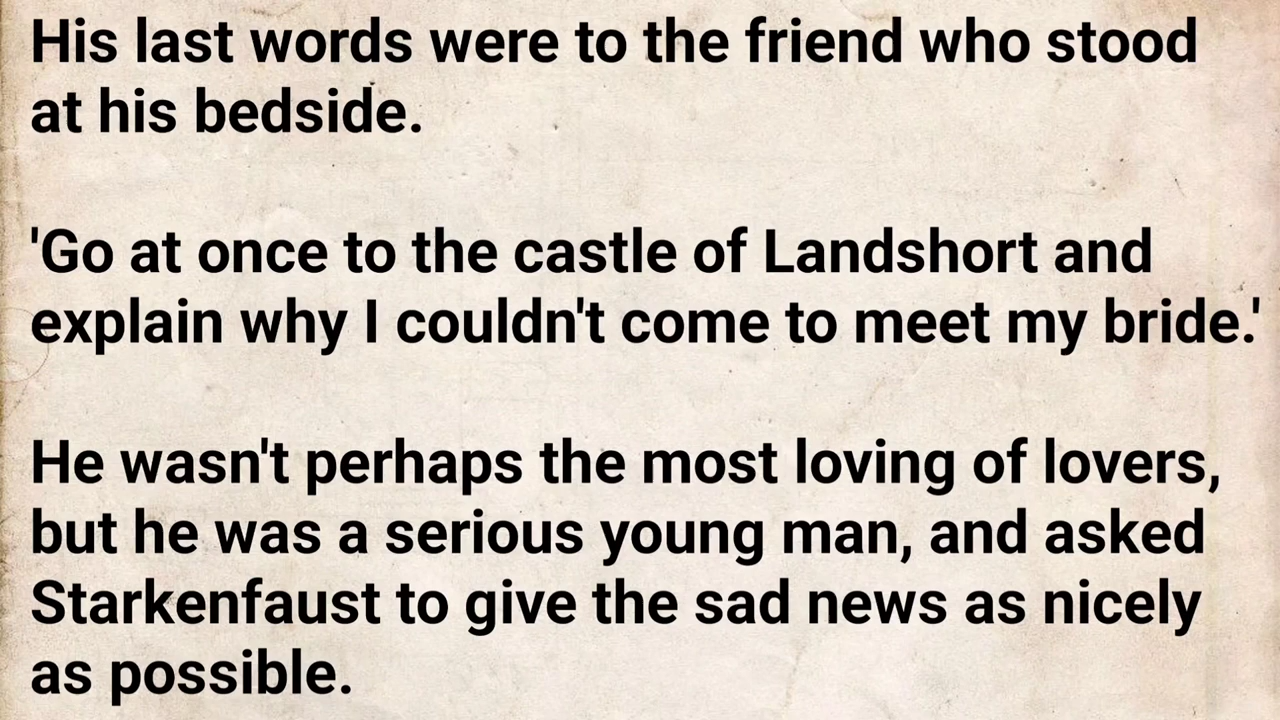 His last words were to the friend who stood
at his bedside.
'Go at once to the castle of Landshort and
explain why I couldn't come to meet my bride.'
He wasn't perhaps the most loving of lovers,
but he was a serious young man, and asked
Starkenfaust to give the sad news as nicely
as possible.